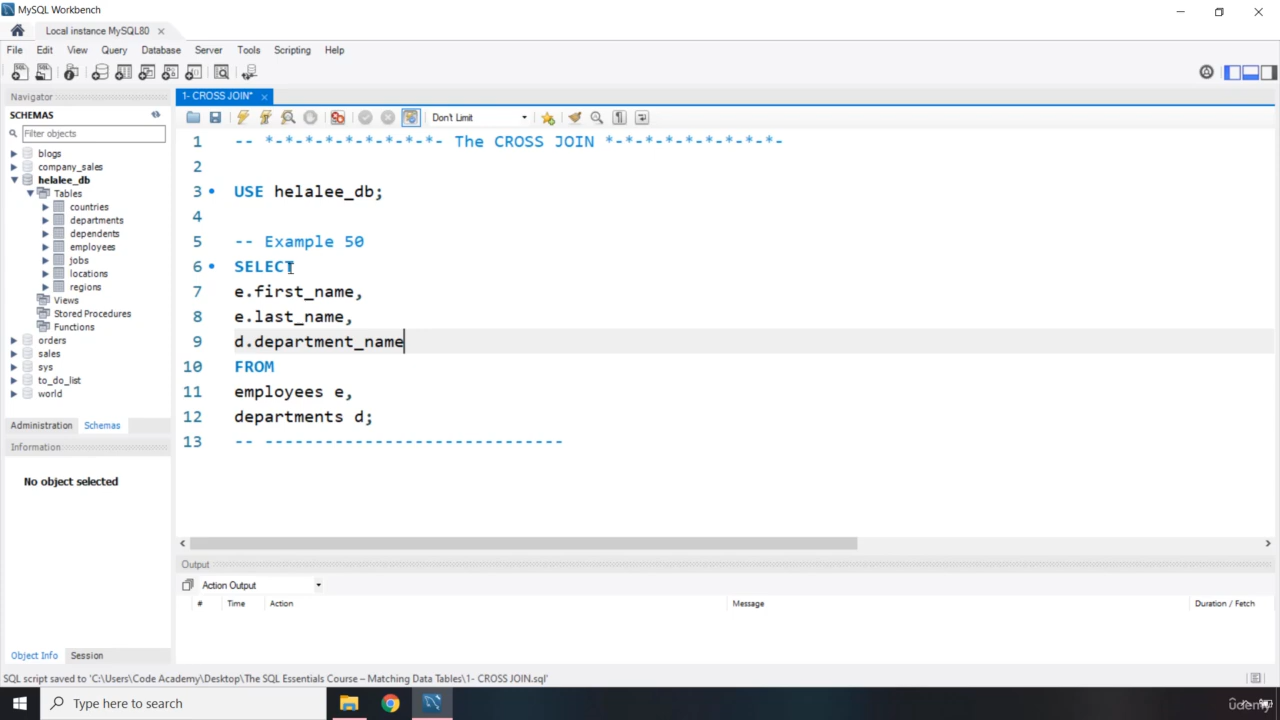 MySQL Workbench
Local instance MySQL80
File Edit View Query Database Server Tools Scripting Help
Navigator
SCHEMAS
Filter objects
blogs
company_sales
helalee_db
Tables
countries
departments
dependents
employees
jobs
locations
regions
Views
Stored Procedures
Functions
orders
sales
sys
to_do_list
world
Administration Schemas
Information
No object selected
Object Info Session
1- CROSS JOIN*
Don't Limit
1 -- *-*-*-*-*-*-*-*-*- The CROSS JOIN *-*-*-*-*-*-*-*-*-
2
3 USE helalee_db;
4
5 -- Example 50
6 SELECT
7 e.first_name,
8 e.last_name,
9 d.department_name
10 FROM
11 employees e,
12 departments d;
13 -- ------------------------------
Output
Action Output
# Time Action Message Duration / Fetch
SQL script saved to 'C:\Users\Code Academy\Desktop\The SQL Essentials Course – Matching Data Tables\1- CROSS JOIN.sql'
Type here to search
udemy